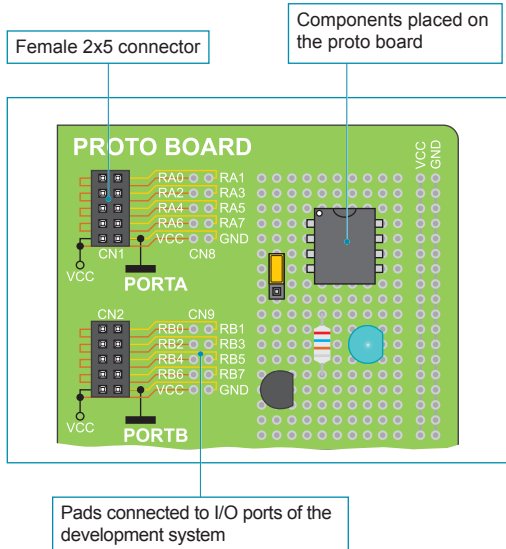 Components placed on
the proto board
Female 2x5 connector
PROTO BOARD
VCC
GND
RA0 RA1
RA2 RA3
RA4 RA5
RA6 RA7
VCC GND
CN1 CN8
VCC
PORTA
CN2 CN9
RB0 RB1
RB2 RB3
RB4 RB5
RB6 RB7
VCC GND
VCC
PORTB
Pads connected to I/O ports of the
development system